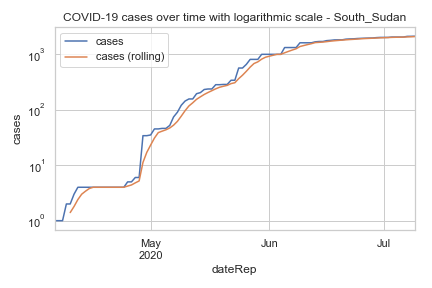 COVID-19 cases over time with logarithmic scale - South_Sudan
cases
cases (rolling)
10³
10²
10¹
10⁰
cases
May
2020
Jun
Jul
dateRep